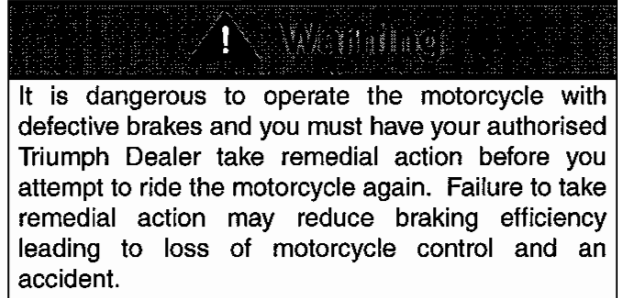 Warning
It is dangerous to operate the motorcycle with
defective brakes and you must have your authorised
Triumph Dealer take remedial action before you
attempt to ride the motorcycle again. Failure to take
remedial action may reduce braking efficiency
leading to loss of motorcycle control and an
accident.